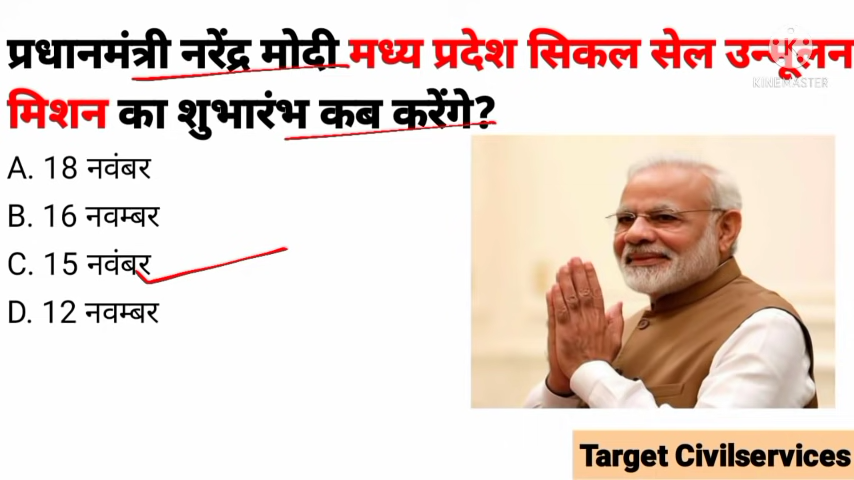 प्रधानमंत्री नरेंद्र मोदी मध्य प्रदेश सिकल सेल उन्मूलन
KINEMASTER
मिशन का शुभारंभ कब करेंगे?
A. 18 नवंबर
B. 16 नवम्बर
C. 15 नवंबर
D. 12 नवम्बर
Target Civilservices